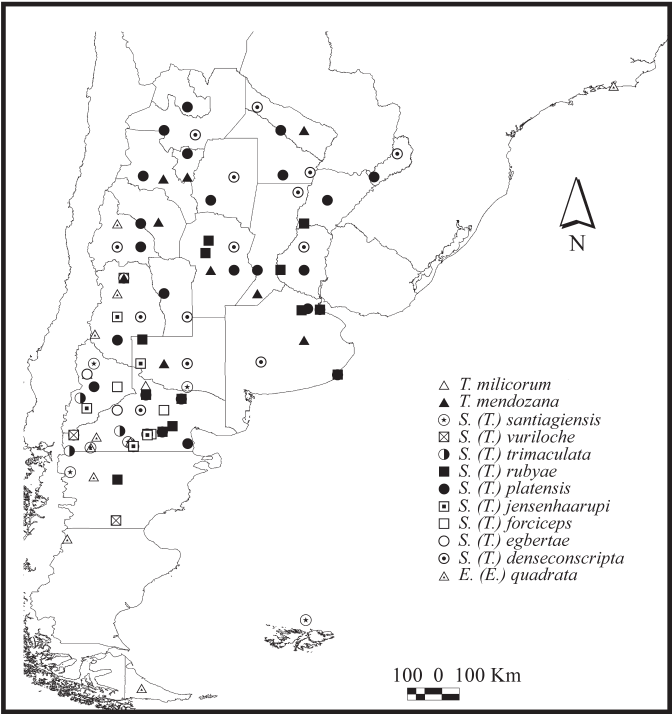 N
T. milicorum
T. mendozana
S. (T.) santiagiensis
S. (T.) vuriloche
S. (T.) trimaculata
S. (T.) rubyae
S. (T.) platensis
S. (T.) jensenhaarupi
S. (T.) forciceps
S. (T.) egbertae
S. (T.) denseconscripta
E. (E.) quadrata
100 0 100 Km